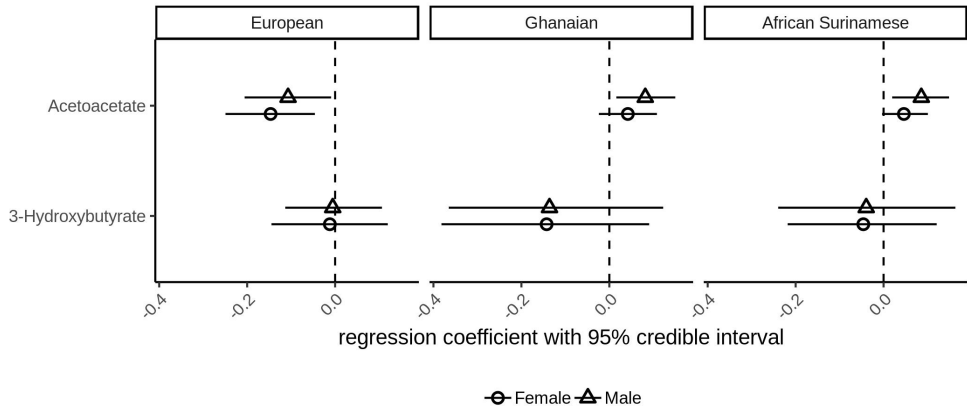 European Ghanaian African Surinamese
Acetoacetate
3-Hydroxybutyrate
-0.4 -0.2 0.0 -0.4 -0.2 0.0 -0.4 -0.2 0.0
regression coefficient with 95% credible interval
Female Male